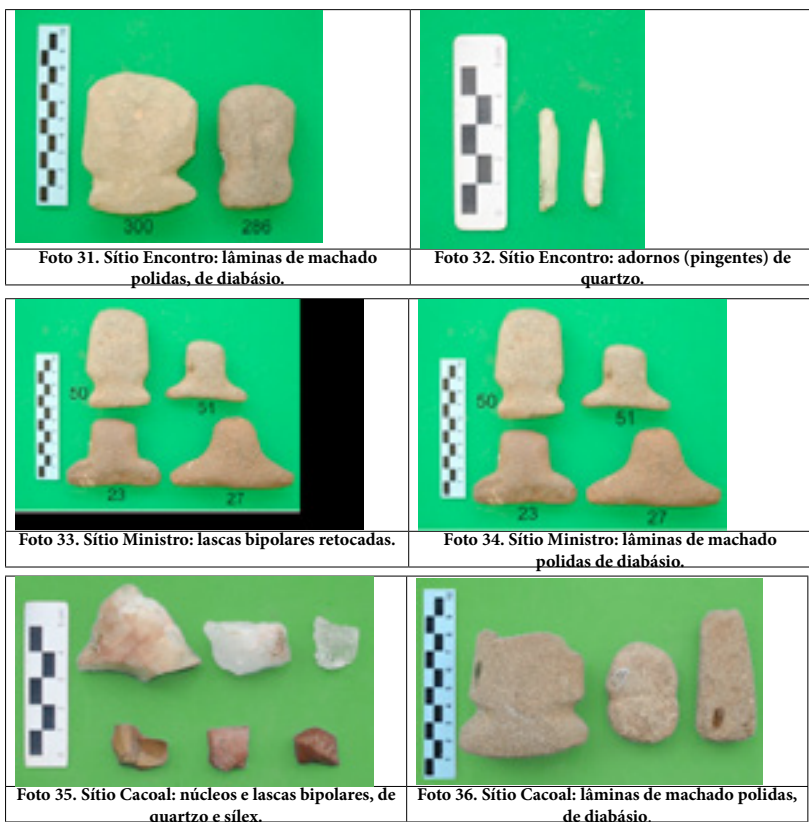 300
286
Foto 31. Sítio Encontro: lâminas de machado
polidas, de diabásio.
Foto 32. Sítio Encontro: adornos (pingentes) de
quartzo.
50
51
23
27
Foto 33. Sítio Ministro: lascas bipolares retocadas.
50
51
23
27
Foto 34. Sítio Ministro: lâminas de machado
polidas de diabásio.
Foto 35. Sítio Cacoal: núcleos e lascas bipolares, de
quartzo e sílex.
Foto 36. Sítio Cacoal: lâminas de machado polidas,
de diabásio.